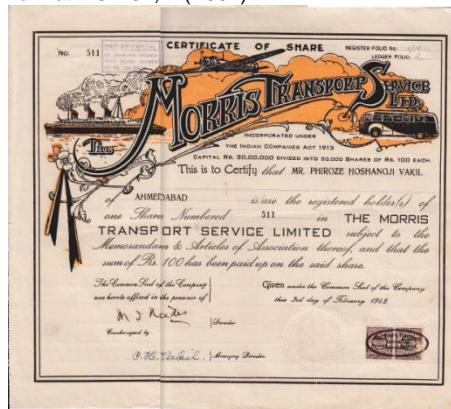 No. 511
CERTIFICATE OF SHARE
REGISTER FOLIO No.
LEDGER FOLIO 2
THE MORRIS TRANSPORT SERVICE LTD.
INCORPORATED UNDER
THE INDIAN COMPANIES ACT 1913
CAPITAL RS. 30,00,000 DIVIDED INTO 30,000 SHARES OF RS. 100 EACH.
This is to Certify that MR. PHIROZE HOSHANGJI VAKIL
of AHMEDABAD is/are the registered holder(s) of
one Share Numbered 511 in THE MORRIS
TRANSPORT SERVICE LIMITED subject to the
Memorandum & Articles of Association thereof, and that the
sum of Rs. 100 has been paid up on the said share.
The Common Seal of the Company
was hereto affixed in the presence of
Given under the Common Seal of the Company
this 3rd day of February 1942
Director
Countersigned by
P. H. Vakil. Managing Director.